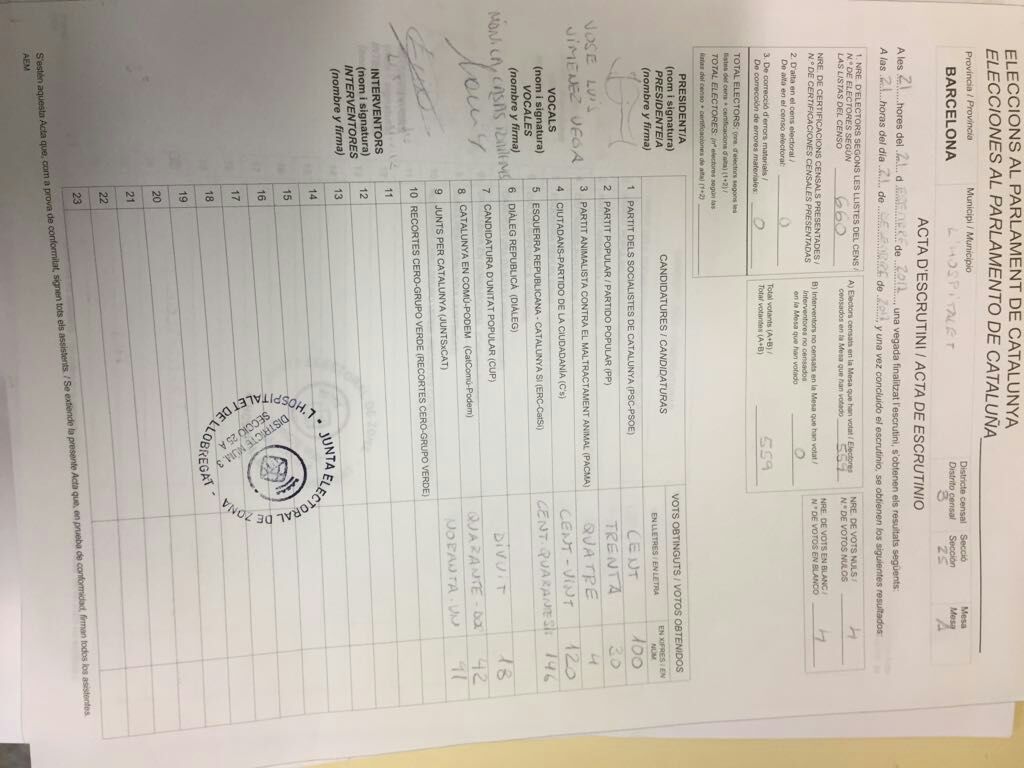 ELECCIONS AL PARLAMENT DE CATALUNYA
ELECCIONES AL PARLAMENTO DE CATALUÑA
Província / Provincia
BARCELONA
Municipi / Municipio
L'HOSPITALET
Districte censal
Distrito censal
3
Secció
Sección
25
Mesa
Mesa
A
ACTA D'ESCRUTINI / ACTA DE ESCRUTINIO
A les 21 hores del 21 d de 2017, una vegada finalitzat l'escrutini, s'obtenen els resultats següents:
A las 21 horas del día 21 de de 2017 y una vez concluido el escrutinio, se obtienen los siguientes resultados:
1. NRE. D'ELECTORS SEGONS LES LLISTES DEL CENS /
N.º DE ELECTORES SEGÚN
LAS LISTAS DEL CENSO 660
NRE. DE CERTIFICACIONS CENSALS PRESENTADES /
N.º DE CERTIFICACIONES CENSALES PRESENTADAS
2. D'alta en el cens electoral /
De alta en el censo electoral: 0
3. De correcció d'errors materials /
De corrección de errores materiales: 0
TOTAL ELECTORS: (nre. d'electors segons les
llistes del cens + certificacions d'alta) (1+2) /
TOTAL ELECTORES: (nº electores según las
listas del censo + certificaciones de alta) (1+2)
A) Electors censats en la Mesa que han votat / Electores
censados en la Mesa que han votado 559
B) Interventors no censats en la Mesa que han votat /
Interventores no censados
en la Mesa que han votado 0
Total votants (A+B) /
Total votantes (A+B) 559
NRE. DE VOTS NULS /
N.º DE VOTOS NULOS 4
NRE. DE VOTS EN BLANC /
N.º DE VOTOS EN BLANCO 4
PRESIDENT/A
(nom i signatura)
PRESIDENTE/A
(nombre y firma)
JOSE LUIS
JIMENEZ VEGA
VOCALS
(nom i signatura)
VOCALES
(nombre y firma)
MONICA
INTERVENTORS
(nom i signatura)
INTERVENTORES
(nombre y firma)
CANDIDATURES / CANDIDATURAS
VOTS OBTINGUTS / VOTOS OBTENIDOS
EN LLETRES / EN LETRA
EN XIFRES / EN NÚM.
1 PARTIT DELS SOCIALISTES DE CATALUNYA (PSC-PSOE) CENT 100
2 PARTIT POPULAR / PARTIDO POPULAR (PP) TRENTA 30
3 PARTIT ANIMALISTA CONTRA EL MALTRACTAMENT ANIMAL (PACMA) QUATRE 4
4 CIUTADANS-PARTIDO DE LA CIUDADANÍA (C's) CENT-VINT 120
5 ESQUERRA REPUBLICANA - CATALUNYA SÍ (ERC-CatSí) 146
6 DIÀLEG REPUBLICÀ (DIÀLEG)
7 CANDIDATURA D'UNITAT POPULAR (CUP) DIVUIT 18
8 CATALUNYA EN COMÚ-PODEM (CatComú-Podem) QUARANTE-DOS 42
9 JUNTS PER CATALUNYA (JUNTSxCAT) NORANTA-UN 91
10 RECORTES CERO-GRUPO VERDE (RECORTES CERO-GRUPO VERDE)
11
12
13
14
15
16
17
18
19
20
21
22
23
JUNTA ELECTORAL DE ZONA
L'HOSPITALET DE LLOBREGAT
DISTRICTE NUM. 3
SECCIÓ 25 A
S'estén aquesta Acta que, com a prova de conformitat, signen tots els assistents. / Se extiende la presente Acta que, en prueba de conformidad, firman todos los asistentes.
AEM